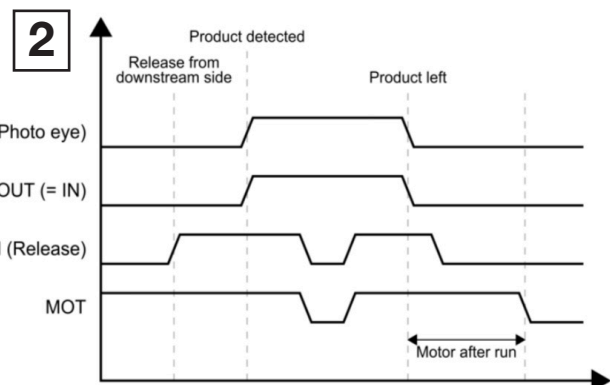 2
Product detected
Release from
downstream side
Product left
Photo eye)
OUT (= IN)
(Release)
MOT
Motor after run